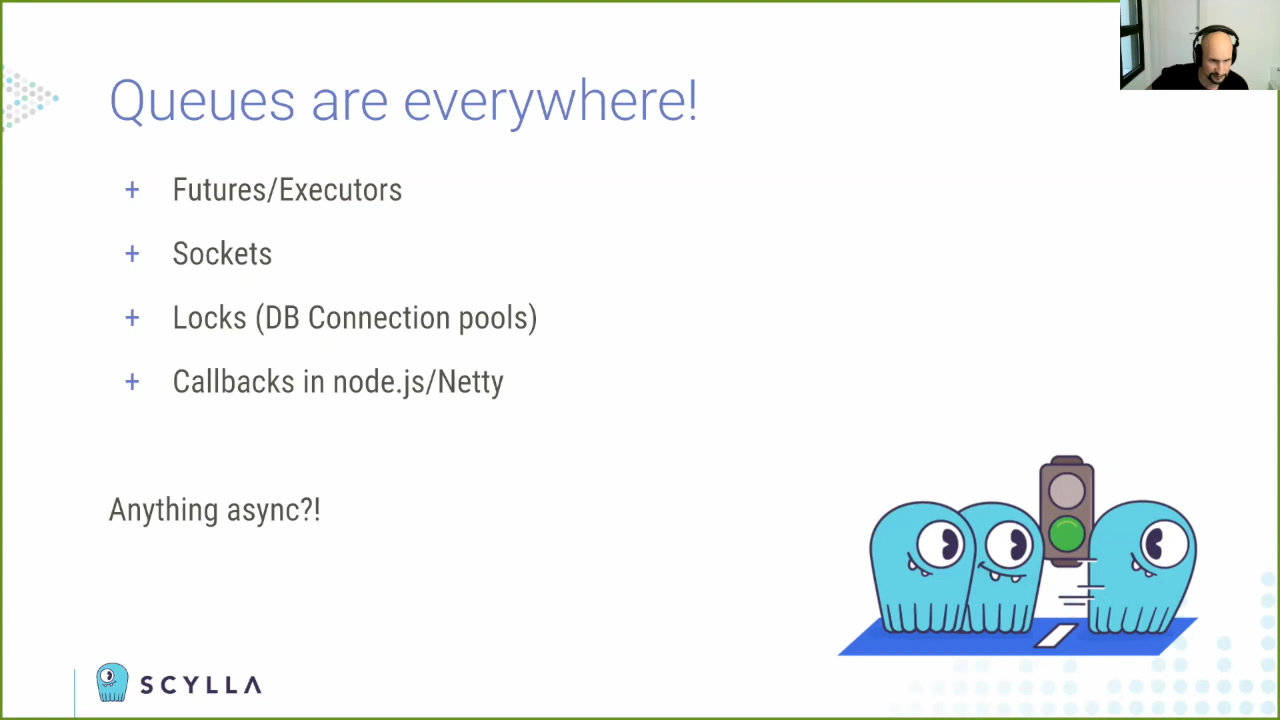 Queues are everywhere!
+ Futures/Executors
+ Sockets
+ Locks (DB Connection pools)
+ Callbacks in node.js/Netty
Anything async?!
SCYLLA